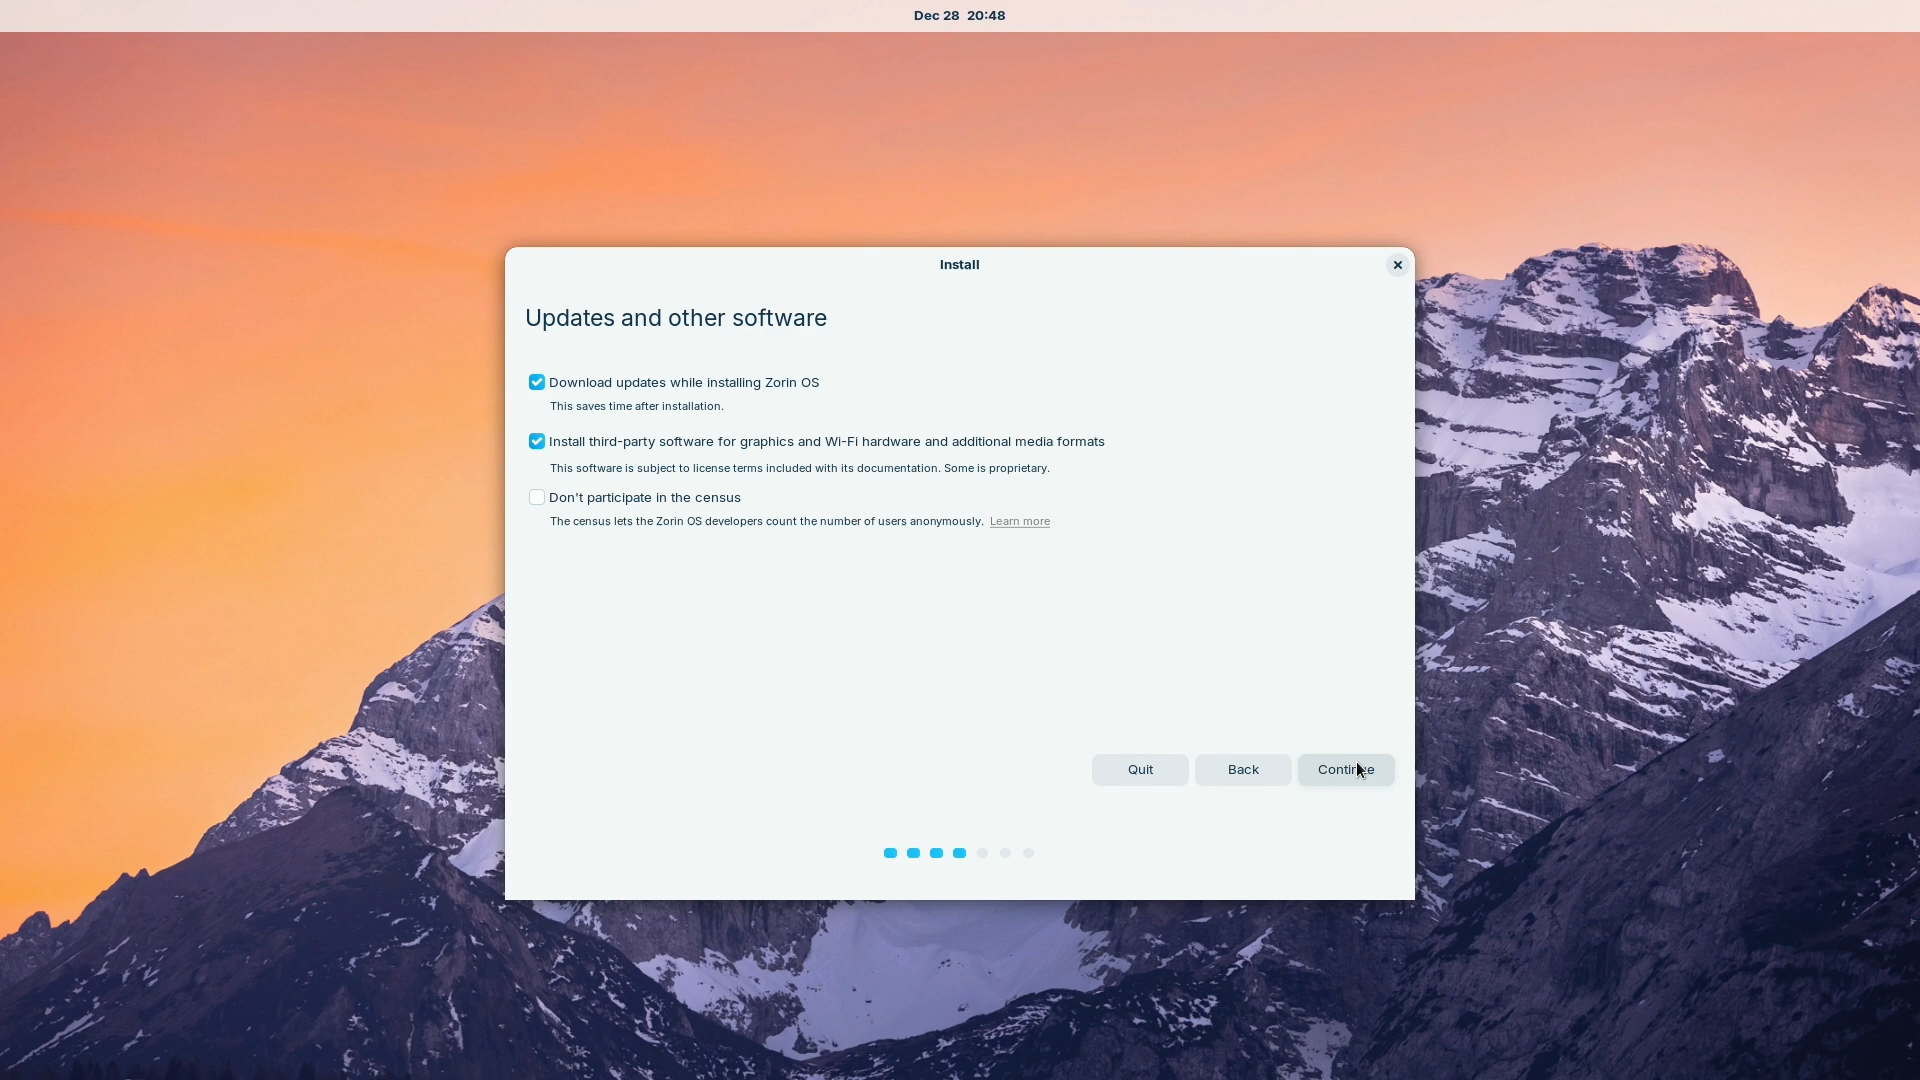 Dec 28 20:48
Install
Updates and other software
Download updates while installing Zorin OS
This saves time after installation.
Install third-party software for graphics and Wi-Fi hardware and additional media formats
This software is subject to license terms included with its documentation. Some is proprietary.
Don't participate in the census
The census lets the Zorin OS developers count the number of users anonymously. Learn more
Quit Back Continue